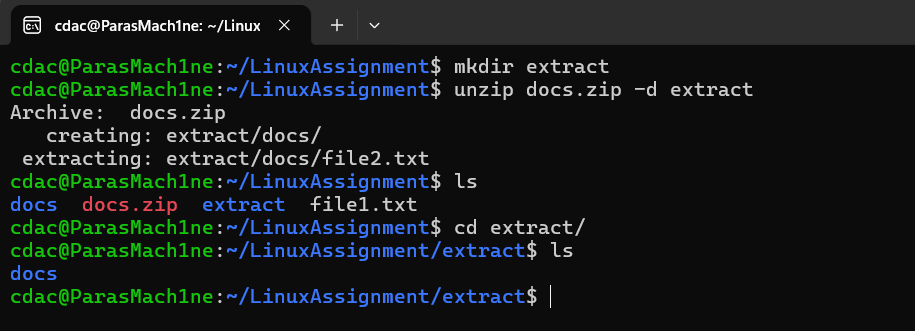 cdac@ParasMach1ne: ~/Linux
cdac@ParasMach1ne:~/LinuxAssignment$ mkdir extract
cdac@ParasMach1ne:~/LinuxAssignment$ unzip docs.zip -d extract
Archive:  docs.zip
   creating: extract/docs/
 extracting: extract/docs/file2.txt
cdac@ParasMach1ne:~/LinuxAssignment$ ls
docs  docs.zip  extract  file1.txt
cdac@ParasMach1ne:~/LinuxAssignment$ cd extract/
cdac@ParasMach1ne:~/LinuxAssignment/extract$ ls
docs
cdac@ParasMach1ne:~/LinuxAssignment/extract$